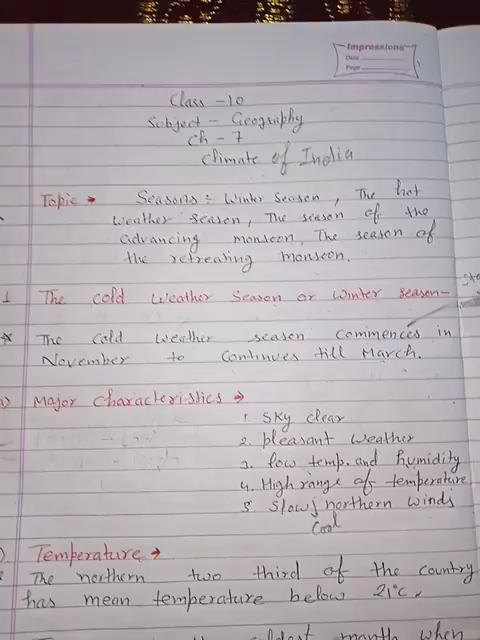 Impressions
Date
Page
Class - 10
Subject - Geography
Ch - 7
Climate of India
Topic → Seasons : Winter Season, The hot
weather season, The season of the
advancing monsoon, The season of
the retreating monsoon.
1 The cold weather Season or Winter season-
* The cold weather season commences in
November to continues till March.
a) Major characteristics →
1. Sky clear
2. pleasant weather
3. low temp. and humidity
4. High range of temperature
5. Slow, northern winds
Cool
) Temperature →
The northern two third of the country
has mean temperature below 21°c,
month when